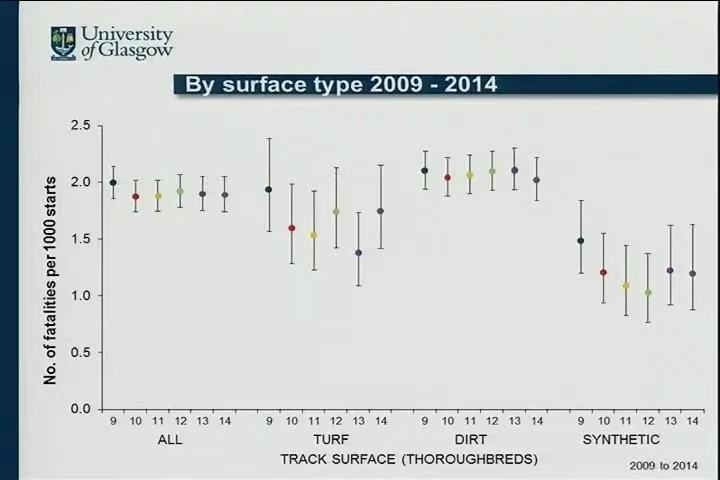 University
of Glasgow
By surface type 2009 - 2014
No. of fatalities per 1000 starts
2.5
2.0
1.5
1.0
0.5
0.0
9 10 11 12 13 14 9 10 11 12 13 14 9 10 11 12 13 14 9 10 11 12 13 14
ALL TURF DIRT SYNTHETIC
TRACK SURFACE (THOROUGHBREDS)
2009 to 2014